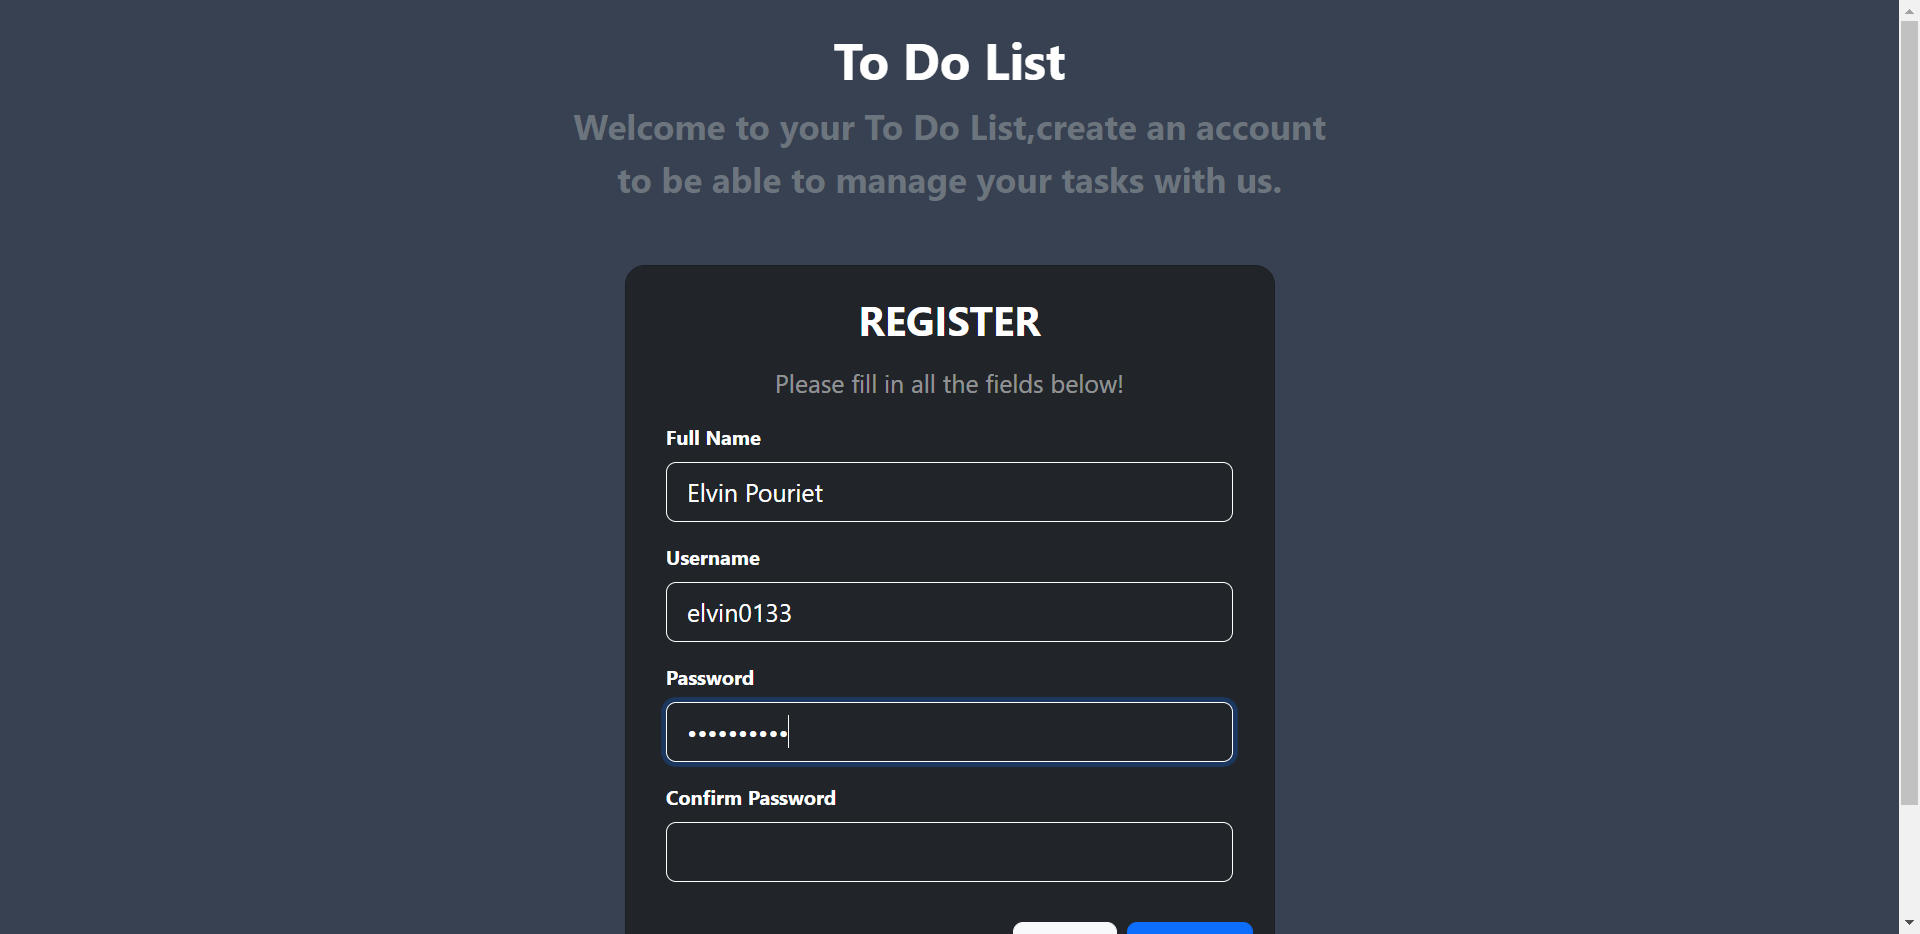 To Do List
Welcome to your To Do List,create an account
to be able to manage your tasks with us.
REGISTER
Please fill in all the fields below!
Full Name
Elvin Pouriet
Username
elvin0133
Password
••••••••••
Confirm Password